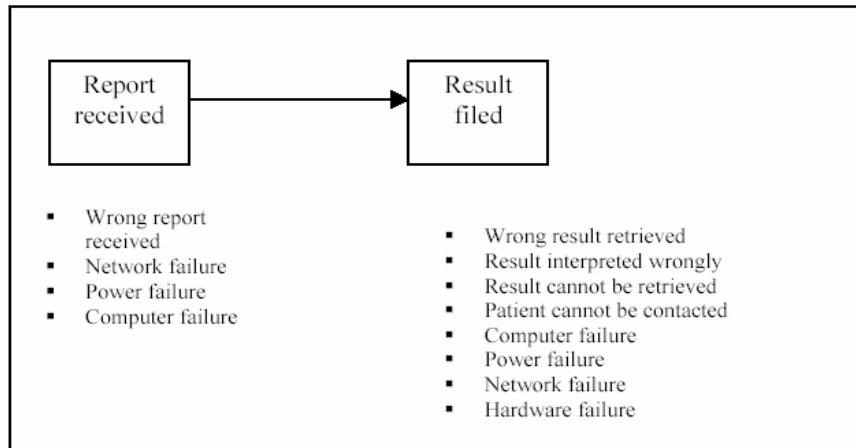 Report
received
Result
filed
▪ Wrong report
received
▪ Network failure
▪ Power failure
▪ Computer failure
▪ Wrong result retrieved
▪ Result interpreted wrongly
▪ Result cannot be retrieved
▪ Patient cannot be contacted
▪ Computer failure
▪ Power failure
▪ Network failure
▪ Hardware failure